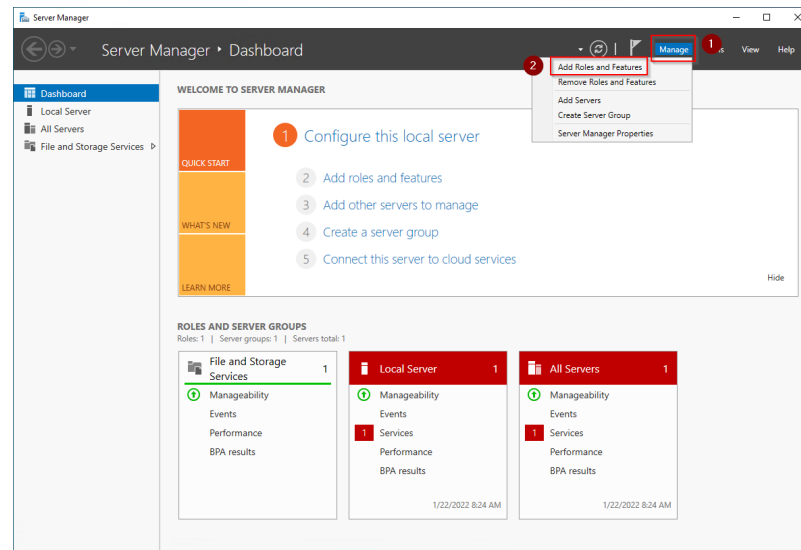 Server Manager
Server Manager • Dashboard
Manage
1
s
View
Help
2
Add Roles and Features
Remove Roles and Features
Add Servers
Create Server Group
Server Manager Properties
Dashboard
Local Server
All Servers
File and Storage Services
WELCOME TO SERVER MANAGER
QUICK START
WHAT'S NEW
LEARN MORE
1 Configure this local server
2 Add roles and features
3 Add other servers to manage
4 Create a server group
5 Connect this server to cloud services
Hide
ROLES AND SERVER GROUPS
Roles: 1 | Server groups: 1 | Servers total: 1
File and Storage
Services
1
Manageability
Events
Performance
BPA results
Local Server 1
Manageability
Events
1 Services
Performance
BPA results
1/22/2022 8:24 AM
All Servers 1
Manageability
Events
1 Services
Performance
BPA results
1/22/2022 8:24 AM